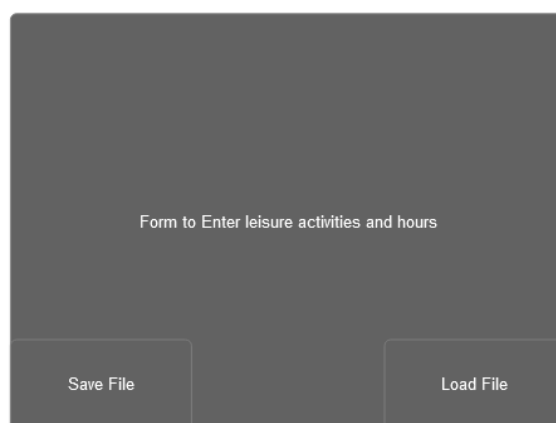 Form to Enter leisure activities and hours
Save File
Load File